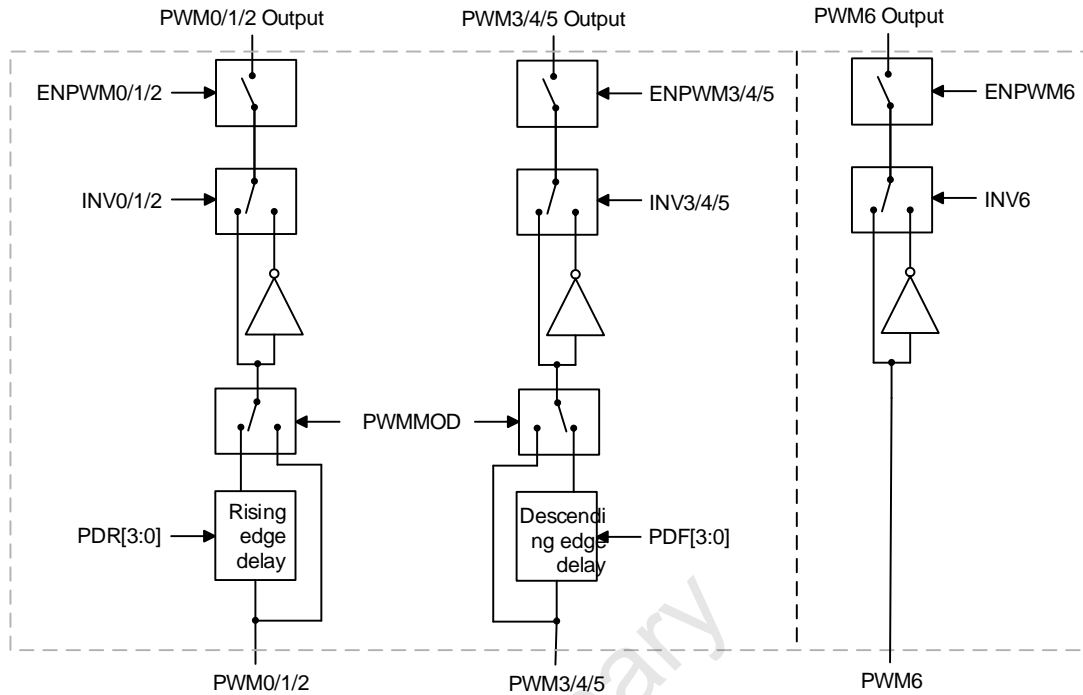 PWM0/1/2 Output
PWM3/4/5 Output
PWM6 Output
ENPWM0/1/2
ENPWM3/4/5
ENPWM6
INV0/1/2
INV3/4/5
INV6
PWMMOD
PDR[3:0]
Rising
edge
delay
Descendi
ng edge
delay
PDF[3:0]
PWM0/1/2
PWM3/4/5
PWM6